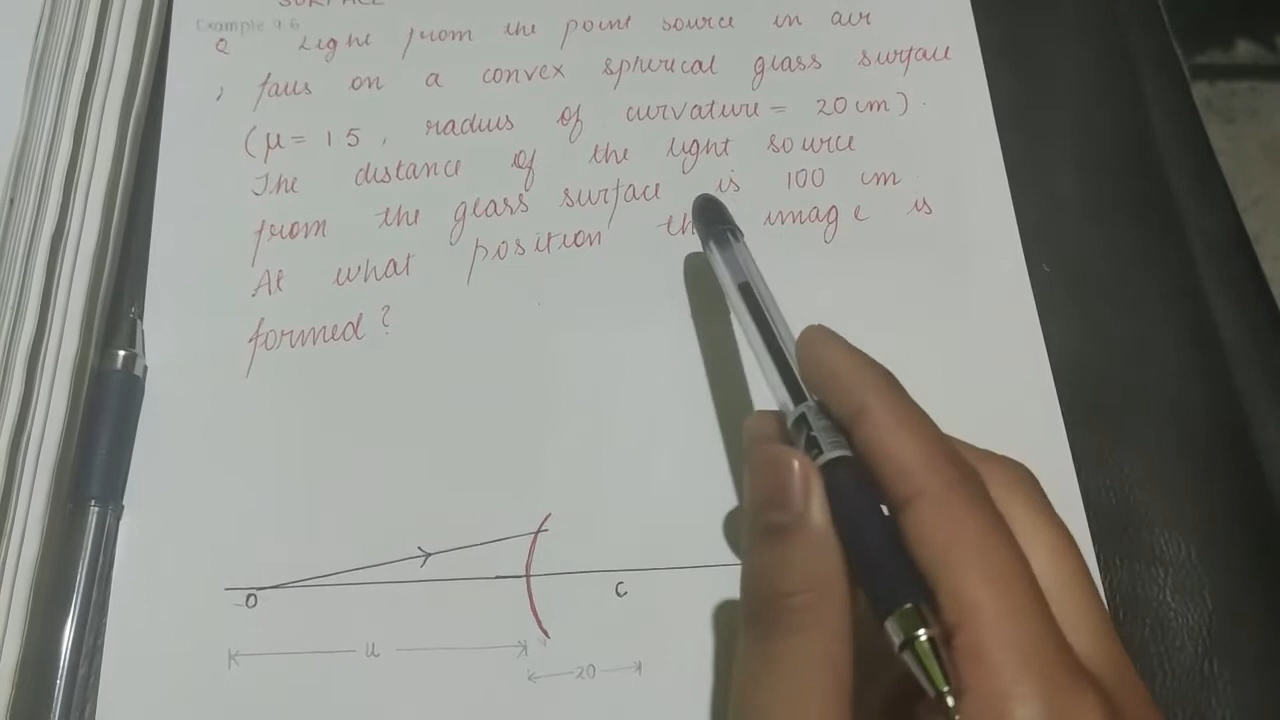 SURFACE
Example 9.6
Q Light from the point source in air
, falls on a convex spherical glass surface
(μ = 1.5, radius of curvature = 20 cm).
The distance of the light source
from the glass surface is 100 cm.
At what position the image is
formed?
O
C
u
20